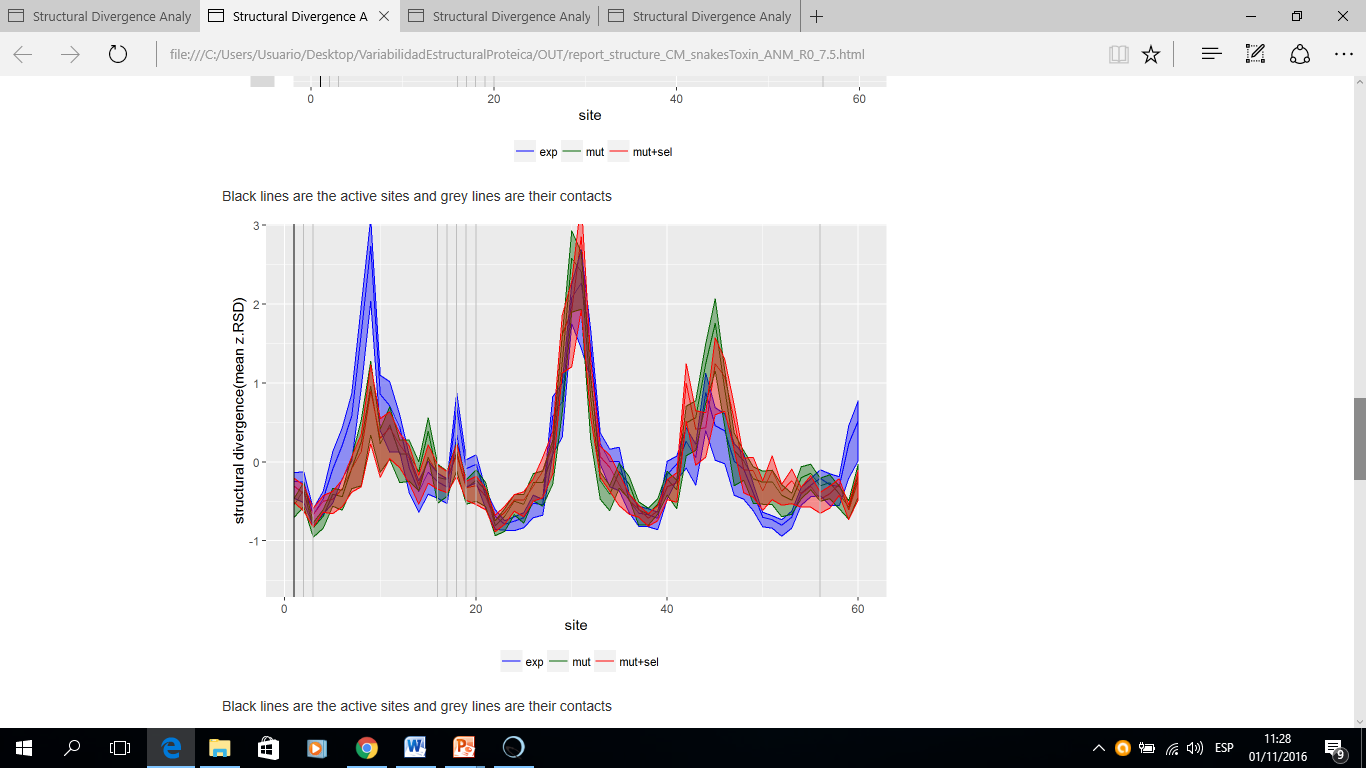 Structural Divergence Analy
Structural Divergence A
Structural Divergence Analy
Structural Divergence Analy
file:///C:/Users/Usuario/Desktop/VariabilidadEstructuralProteica/OUT/report_structure_CM_snakesToxin_ANM_R0_7.5.html
0 20 40 60
site
exp mut mut+sel
Black lines are the active sites and grey lines are their contacts
structural divergence(mean z.RSD)
3
2
1
0
-1
0 20 40 60
site
exp mut mut+sel
Black lines are the active sites and grey lines are their contacts
ESP
11:28
01/11/2016
9